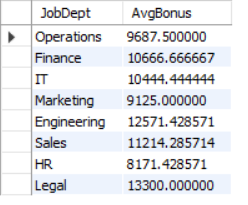 JobDept AvgBonus
Operations 9687.500000
Finance 10666.666667
IT 10444.444444
Marketing 9125.000000
Engineering 12571.428571
Sales 11214.285714
HR 8171.428571
Legal 13300.000000